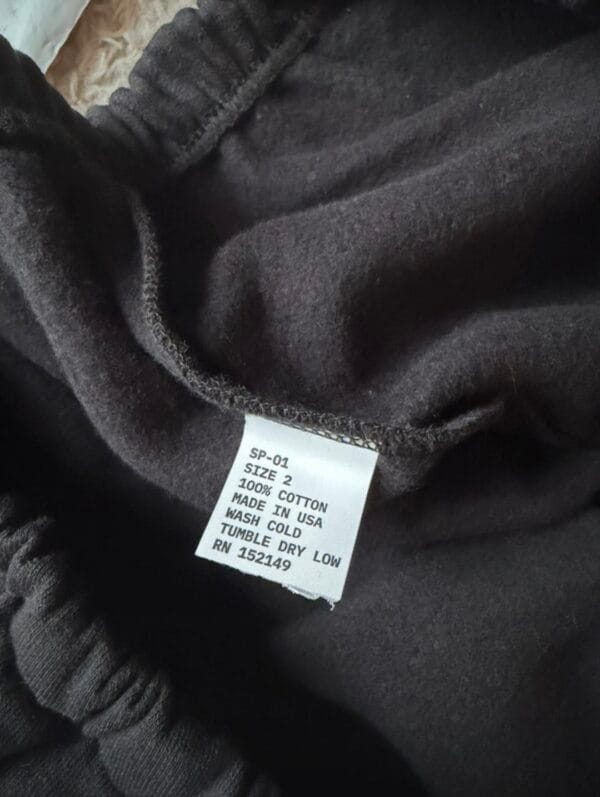 SP-01
SIZE 2
100% COTTON
MADE IN USA
WASH COLD
TUMBLE DRY LOW
RN 152149